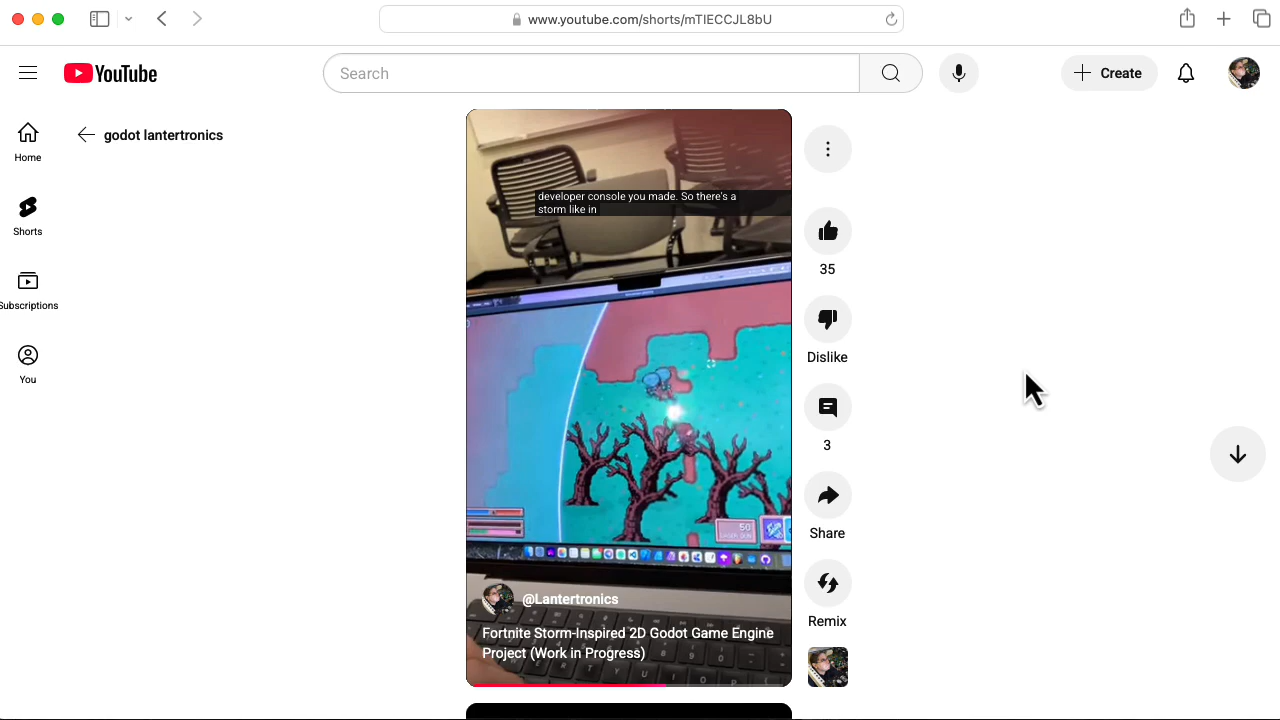 www.youtube.com/shorts/mTlECCJL8bU
YouTube
Search
Create
Home
Shorts
Subscriptions
You
godot lantertronics
developer console you made. So there's a
storm like in
50
@Lantertronics
Fortnite Storm-Inspired 2D Godot Game Engine
Project (Work in Progress)
35
Dislike
3
Share
Remix